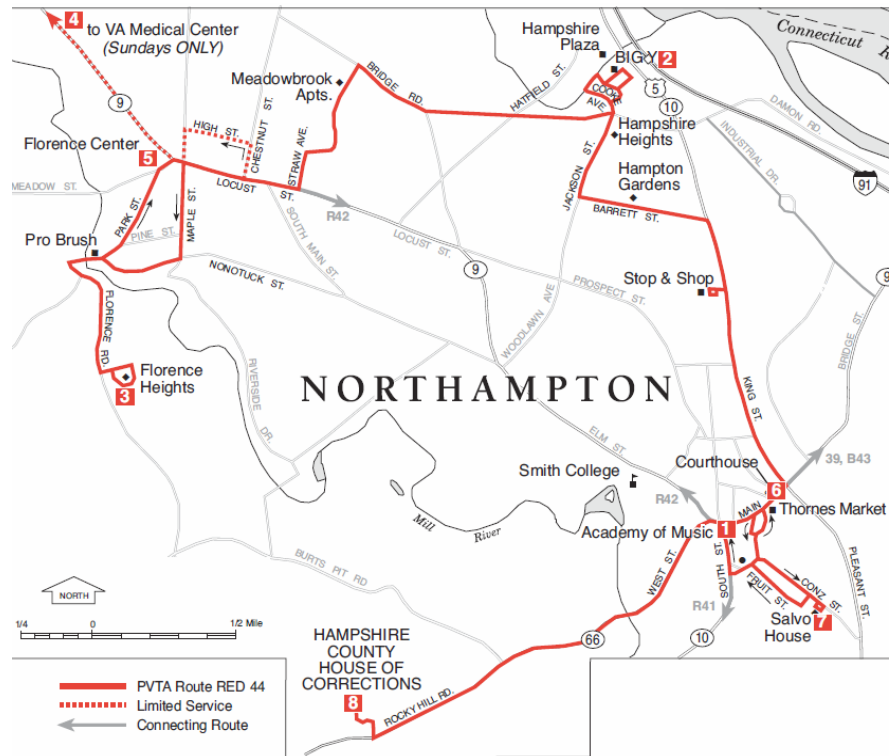 4
to VA Medical Center
(Sundays ONLY)
9
Florence Center
5
MEADOW ST.
HIGH ST.
CHESTNUT ST.
Meadowbrook
Apts.
STRAW AVE.
LOCUST ST.
BRIDGE RD.
HATFIELD ST.
Hampshire
Plaza
BIG Y
2
COOKE
AVE
5
10
Connecticut
R
DAMON RD.
INDUSTRIAL DR.
91
Hampshire
Heights
Hampton
Gardens
JACKSON ST.
BARRETT ST.
R42
LOCUST ST.
9
PARK ST.
MAPLE ST.
PINE ST.
Pro Brush
SOUTH MAIN ST.
NONOTUCK ST.
WOODLAWN AVE
PROSPECT ST.
Stop & Shop
9
BRIDGE ST.
FLORENCE RD.
Florence
Heights
3
RIVERSIDE
DR.
NORTHAMPTON
KING ST.
ELM ST.
Smith College
Courthouse
39, B43
6
R42
MAIN
Thornes Market
Academy of Music
1
Mill
River
BURTS PIT RD
WEST ST.
SOUTH ST.
FRUIT ST.
CONZ ST.
PLEASANT ST.
R41
Salvo
House
7
10
66
NORTH
1/4
0
1/2 Mile
HAMPSHIRE
COUNTY
HOUSE OF
CORRECTIONS
8
ROCKY HILL RD.
PVTA Route RED 44
Limited Service
Connecting Route